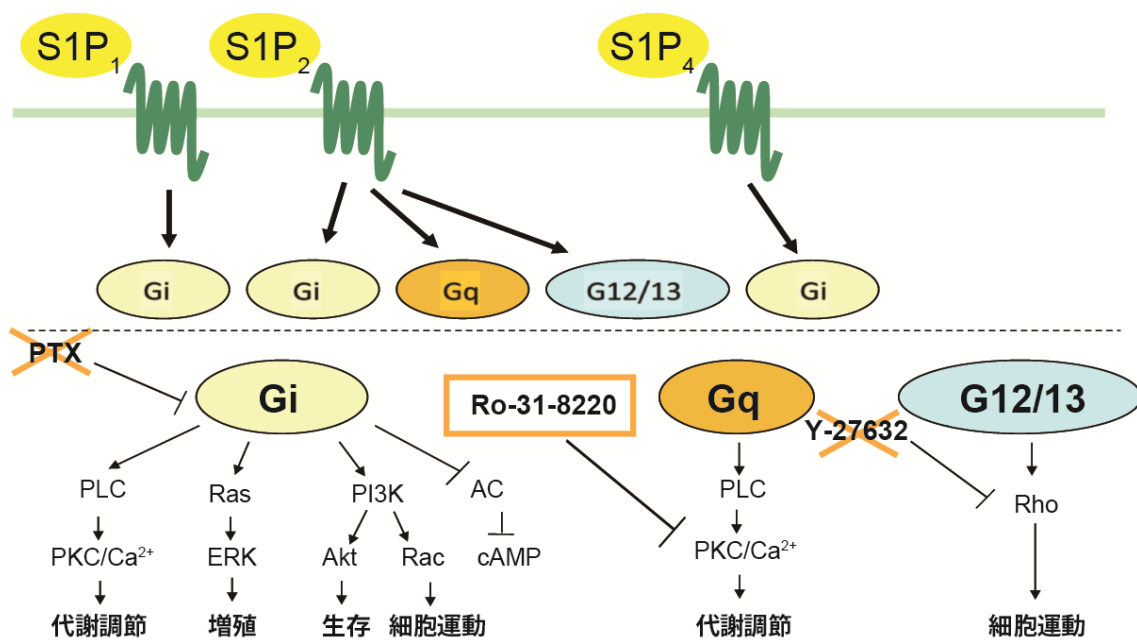 S1P1
S1P2
S1P4
Gi
Gi
Gq
G12/13
Gi
PTX
Gi
Ro-31-8220
Gq
Y-27632
G12/13
PLC
Ras
PI3K
AC
PLC
Rho
PKC/Ca2+
ERK
Akt
Rac
cAMP
PKC/Ca2+
代謝調節
増殖
生存
細胞運動
代謝調節
細胞運動